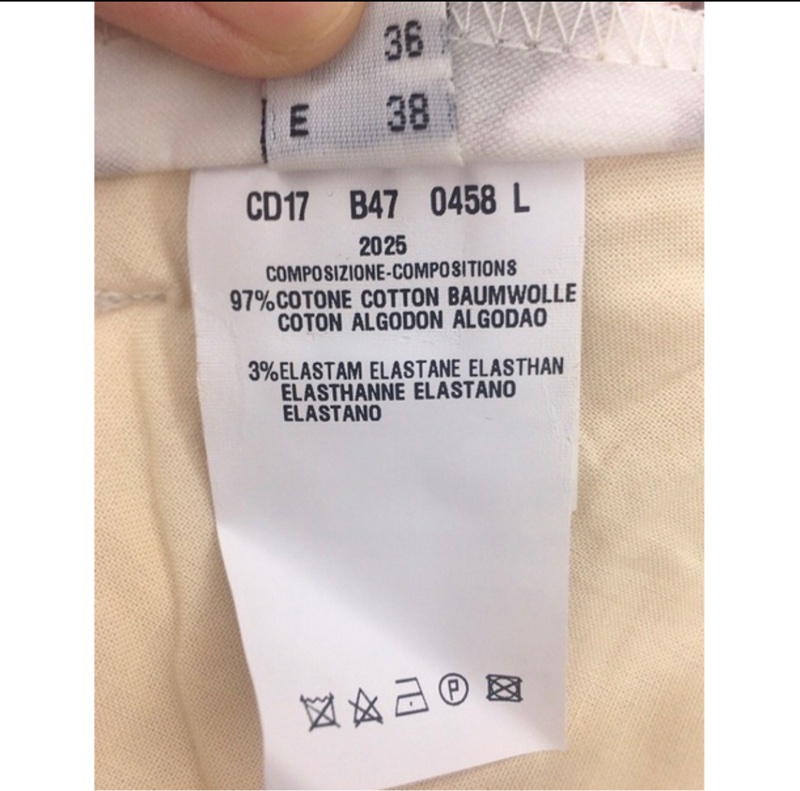 36
E 38
CD17 B47 0458 L
2025
COMPOSIZIONE-COMPOSITIONS
97%COTONE COTTON BAUMWOLLE
COTON ALGODON ALGODAO
3%ELASTAM ELASTANE ELASTHAN
ELASTHANNE ELASTANO
ELASTANO
P